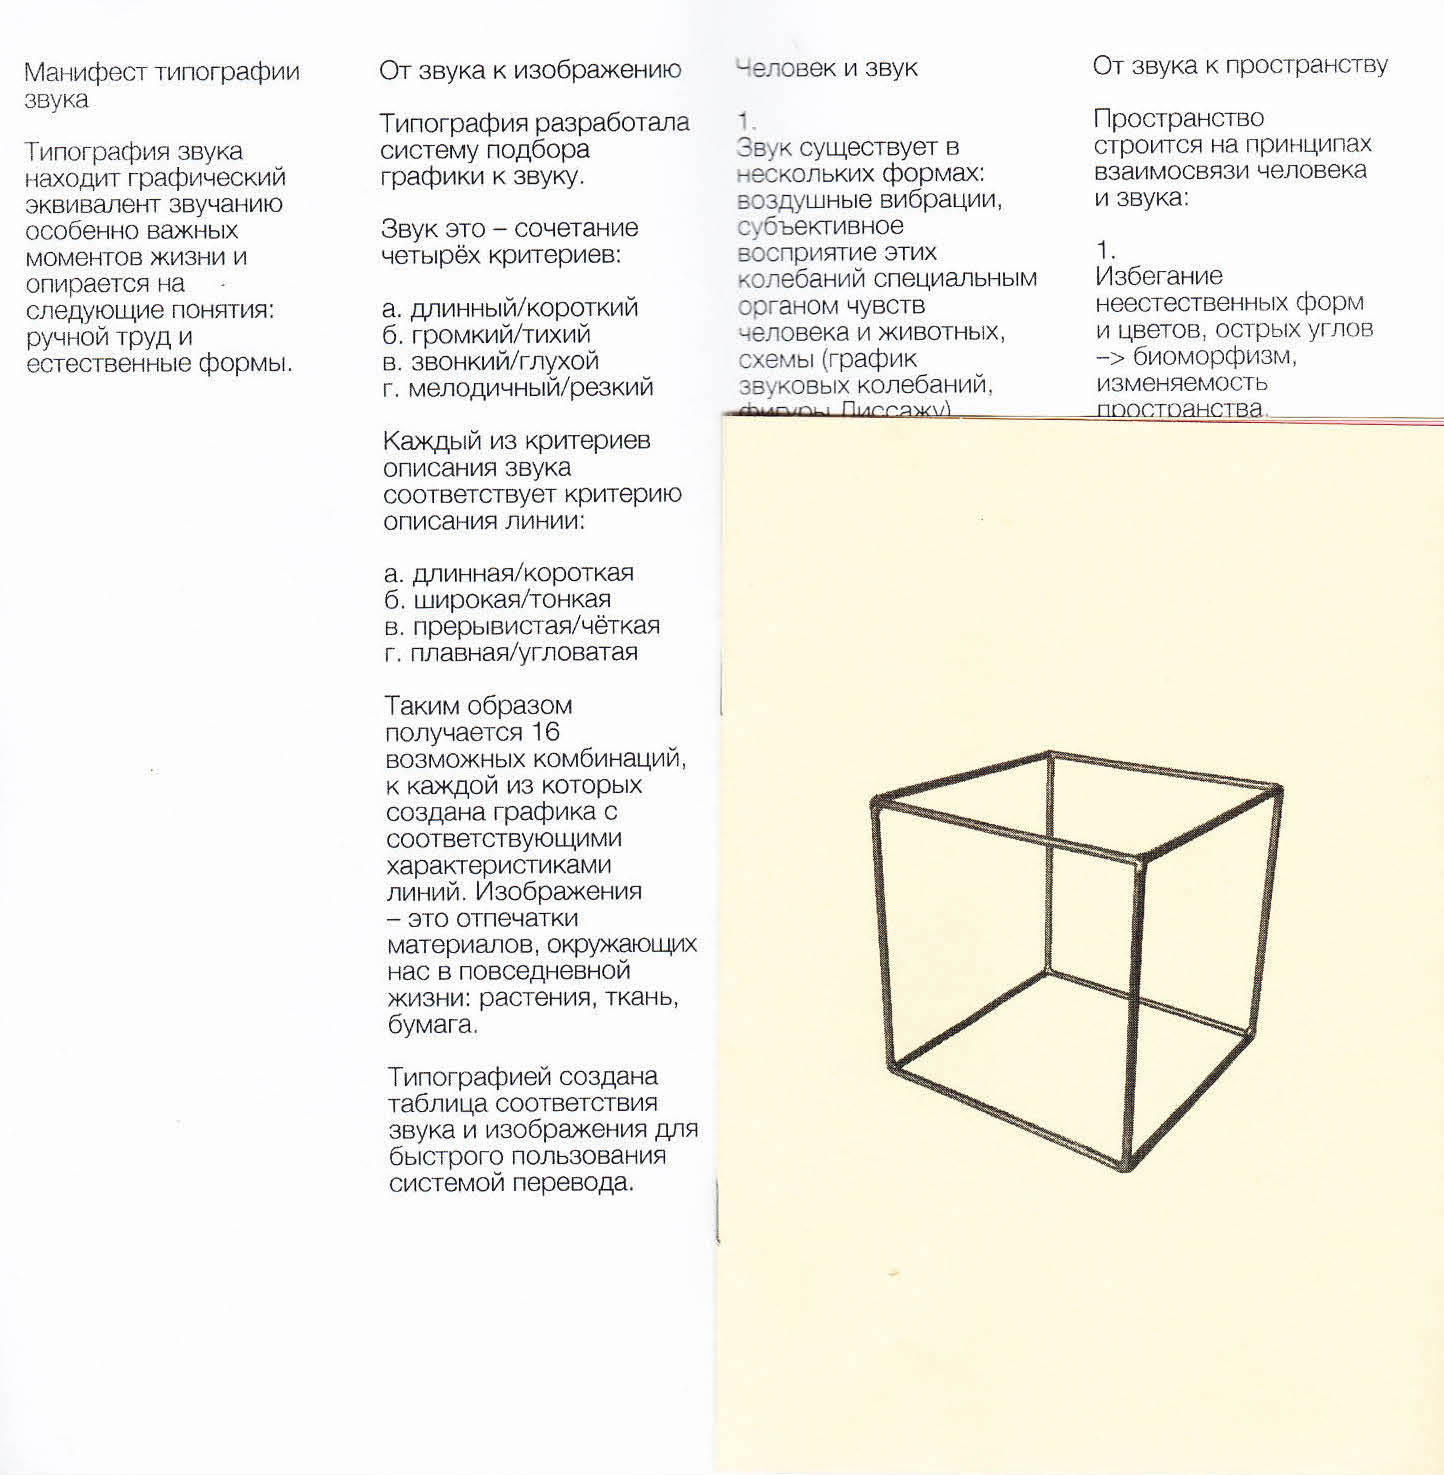 Манифест типографии
звука
Типография звука
находит графический
эквивалент звучанию
особенно важных
моментов жизни и
опирается на
следующие понятия:
ручной труд и
естественные формы.
От звука к изображению
Типография разработала
систему подбора
графики к звуку.
Звук это – сочетание
четырёх критериев:
а. длинный/короткий
б. громкий/тихий
в. звонкий/глухой
г. мелодичный/резкий
Каждый из критериев
описания звука
соответствует критерию
описания линии:
а. длинная/короткая
б. широкая/тонкая
в. прерывистая/чёткая
г. плавная/угловатая
Таким образом
получается 16
возможных комбинаций,
к каждой из которых
создана графика с
соответствующими
характеристиками
линий. Изображения
– это отпечатки
материалов, окружающих
нас в повседневной
жизни: растения, ткань,
бумага.
Типографией создана
таблица соответствия
звука и изображения для
быстрого пользования
системой перевода.
Человек и звук
1.
Звук существует в
нескольких формах:
воздушные вибрации,
субъективное
восприятие этих
колебаний специальным
органом чувств
человека и животных,
схемы (график
звуковых колебаний,
фигуры Лиссажу)
От звука к пространству
Пространство
строится на принципах
взаимосвязи человека
и звука:
1.
Избегание
неестественных форм
и цветов, острых углов
–> биоморфизм,
изменяемость
пространства.